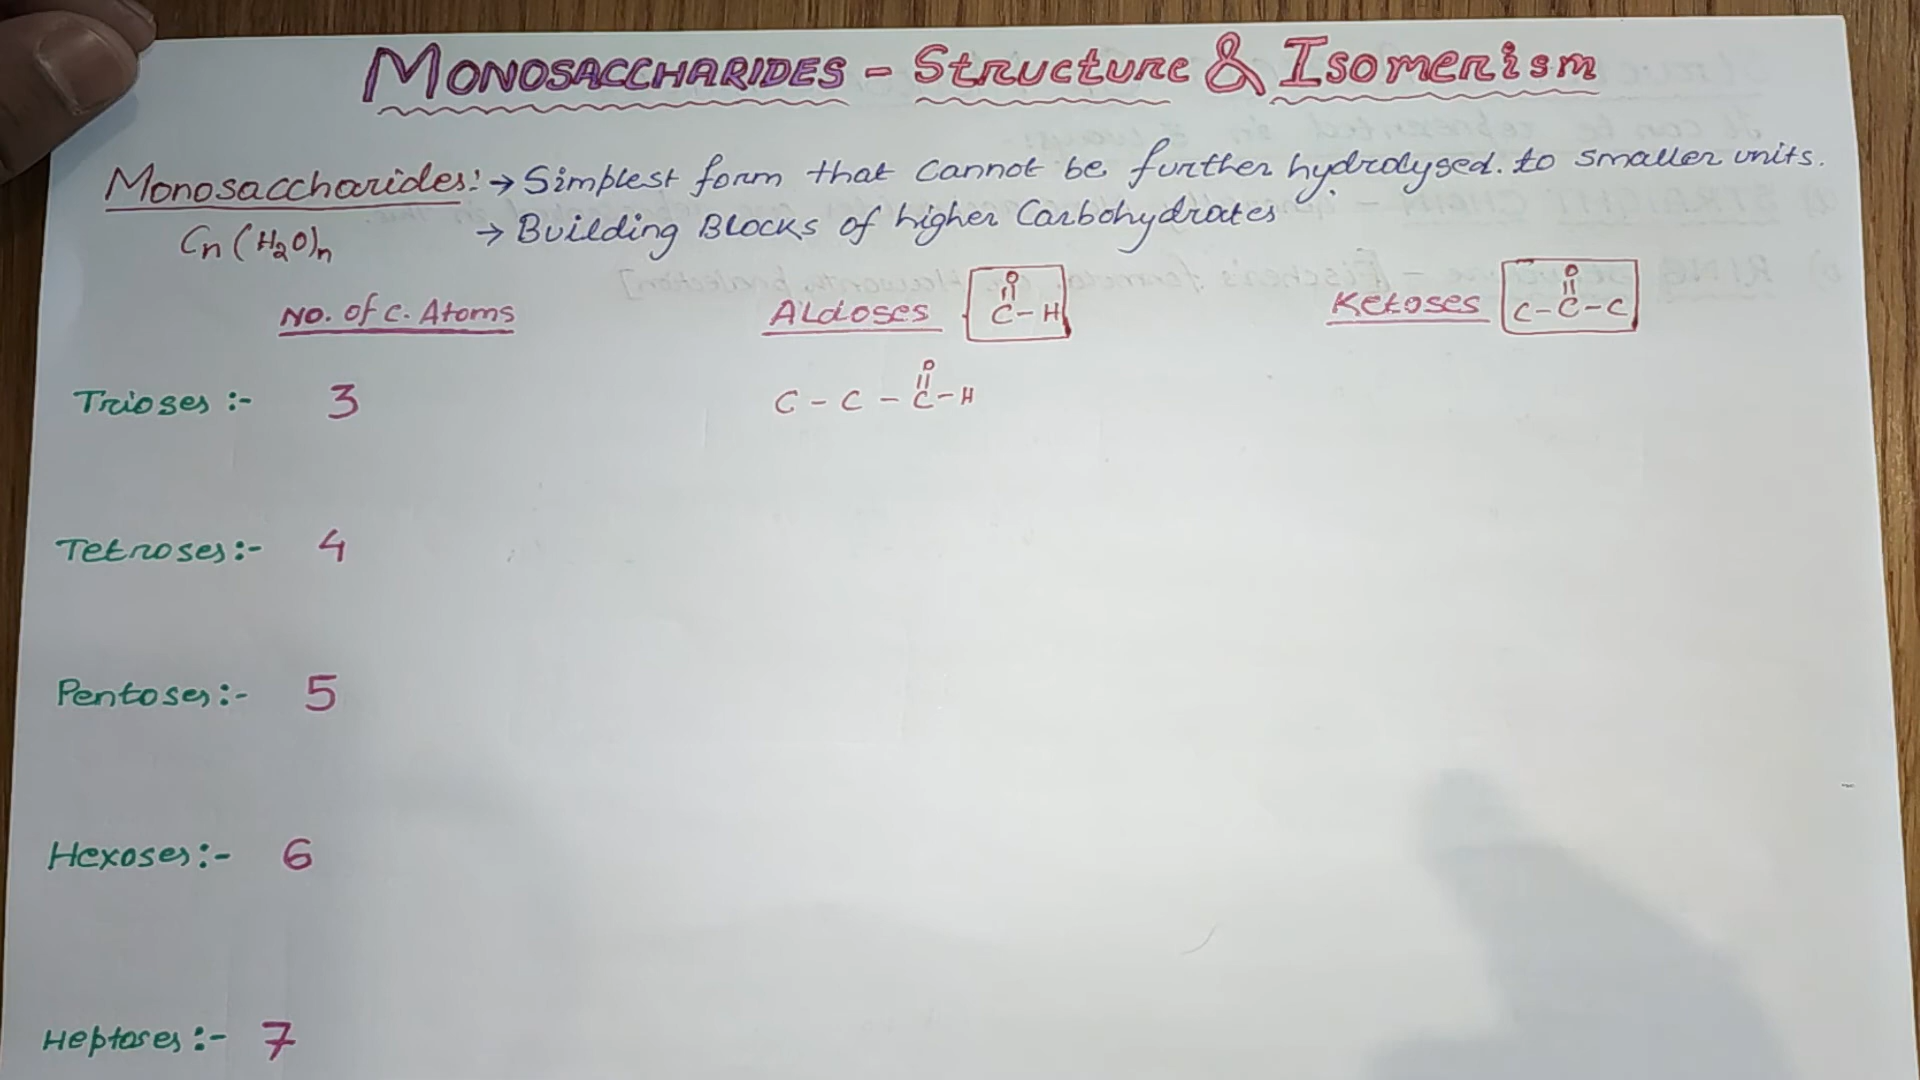 MONOSACCHARIDES - Structure & Isomerism
Monosaccharides:- → Simplest form that cannot be further hydrolysed. to smaller units.
Cn(H2O)n → Building Blocks of higher Carbohydrates
No. of C. Atoms Aldoses O Ketoses O
C-H C-C-C
Trioses :- 3 O
C - C - C-H
Tetroses:- 4
Pentoses:- 5
Hexoses:- 6
Heptoses:- 7